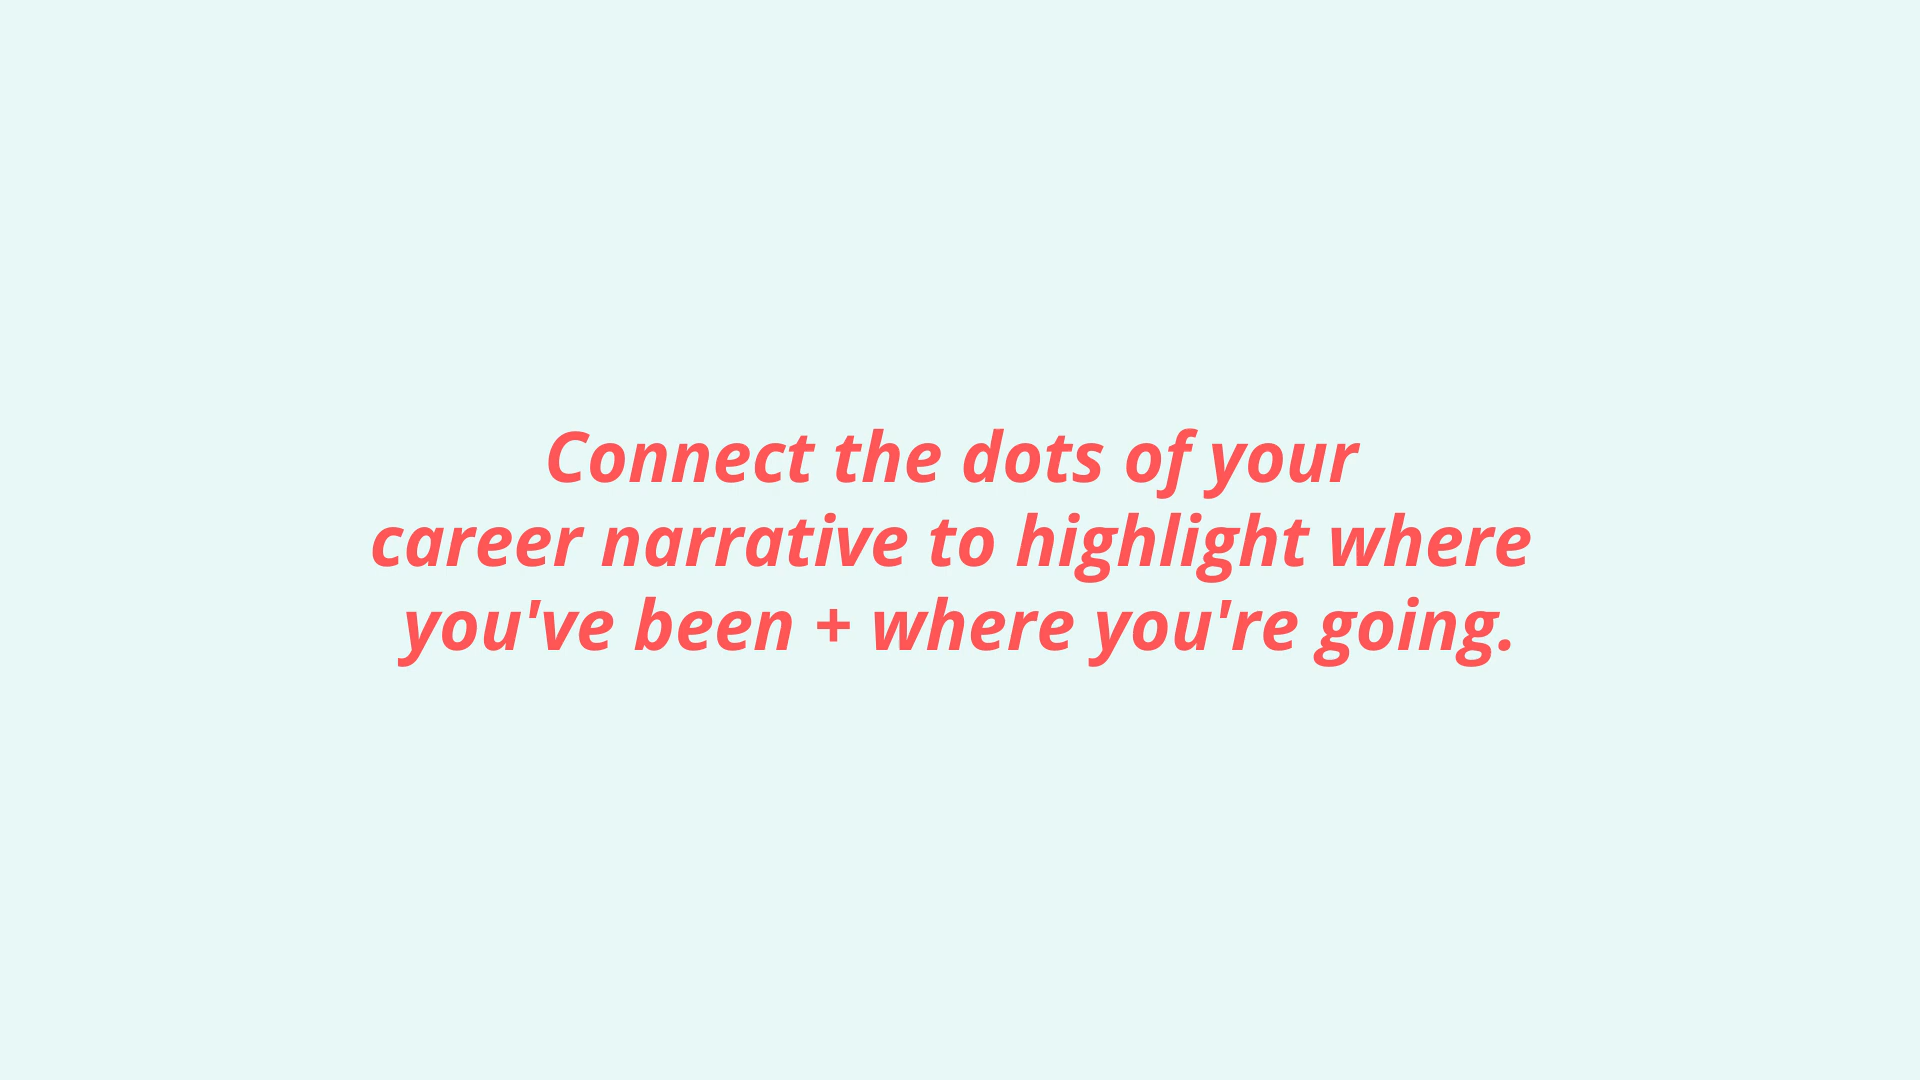 Connect the dots of your
career narrative to highlight where
you've been + where you're going.